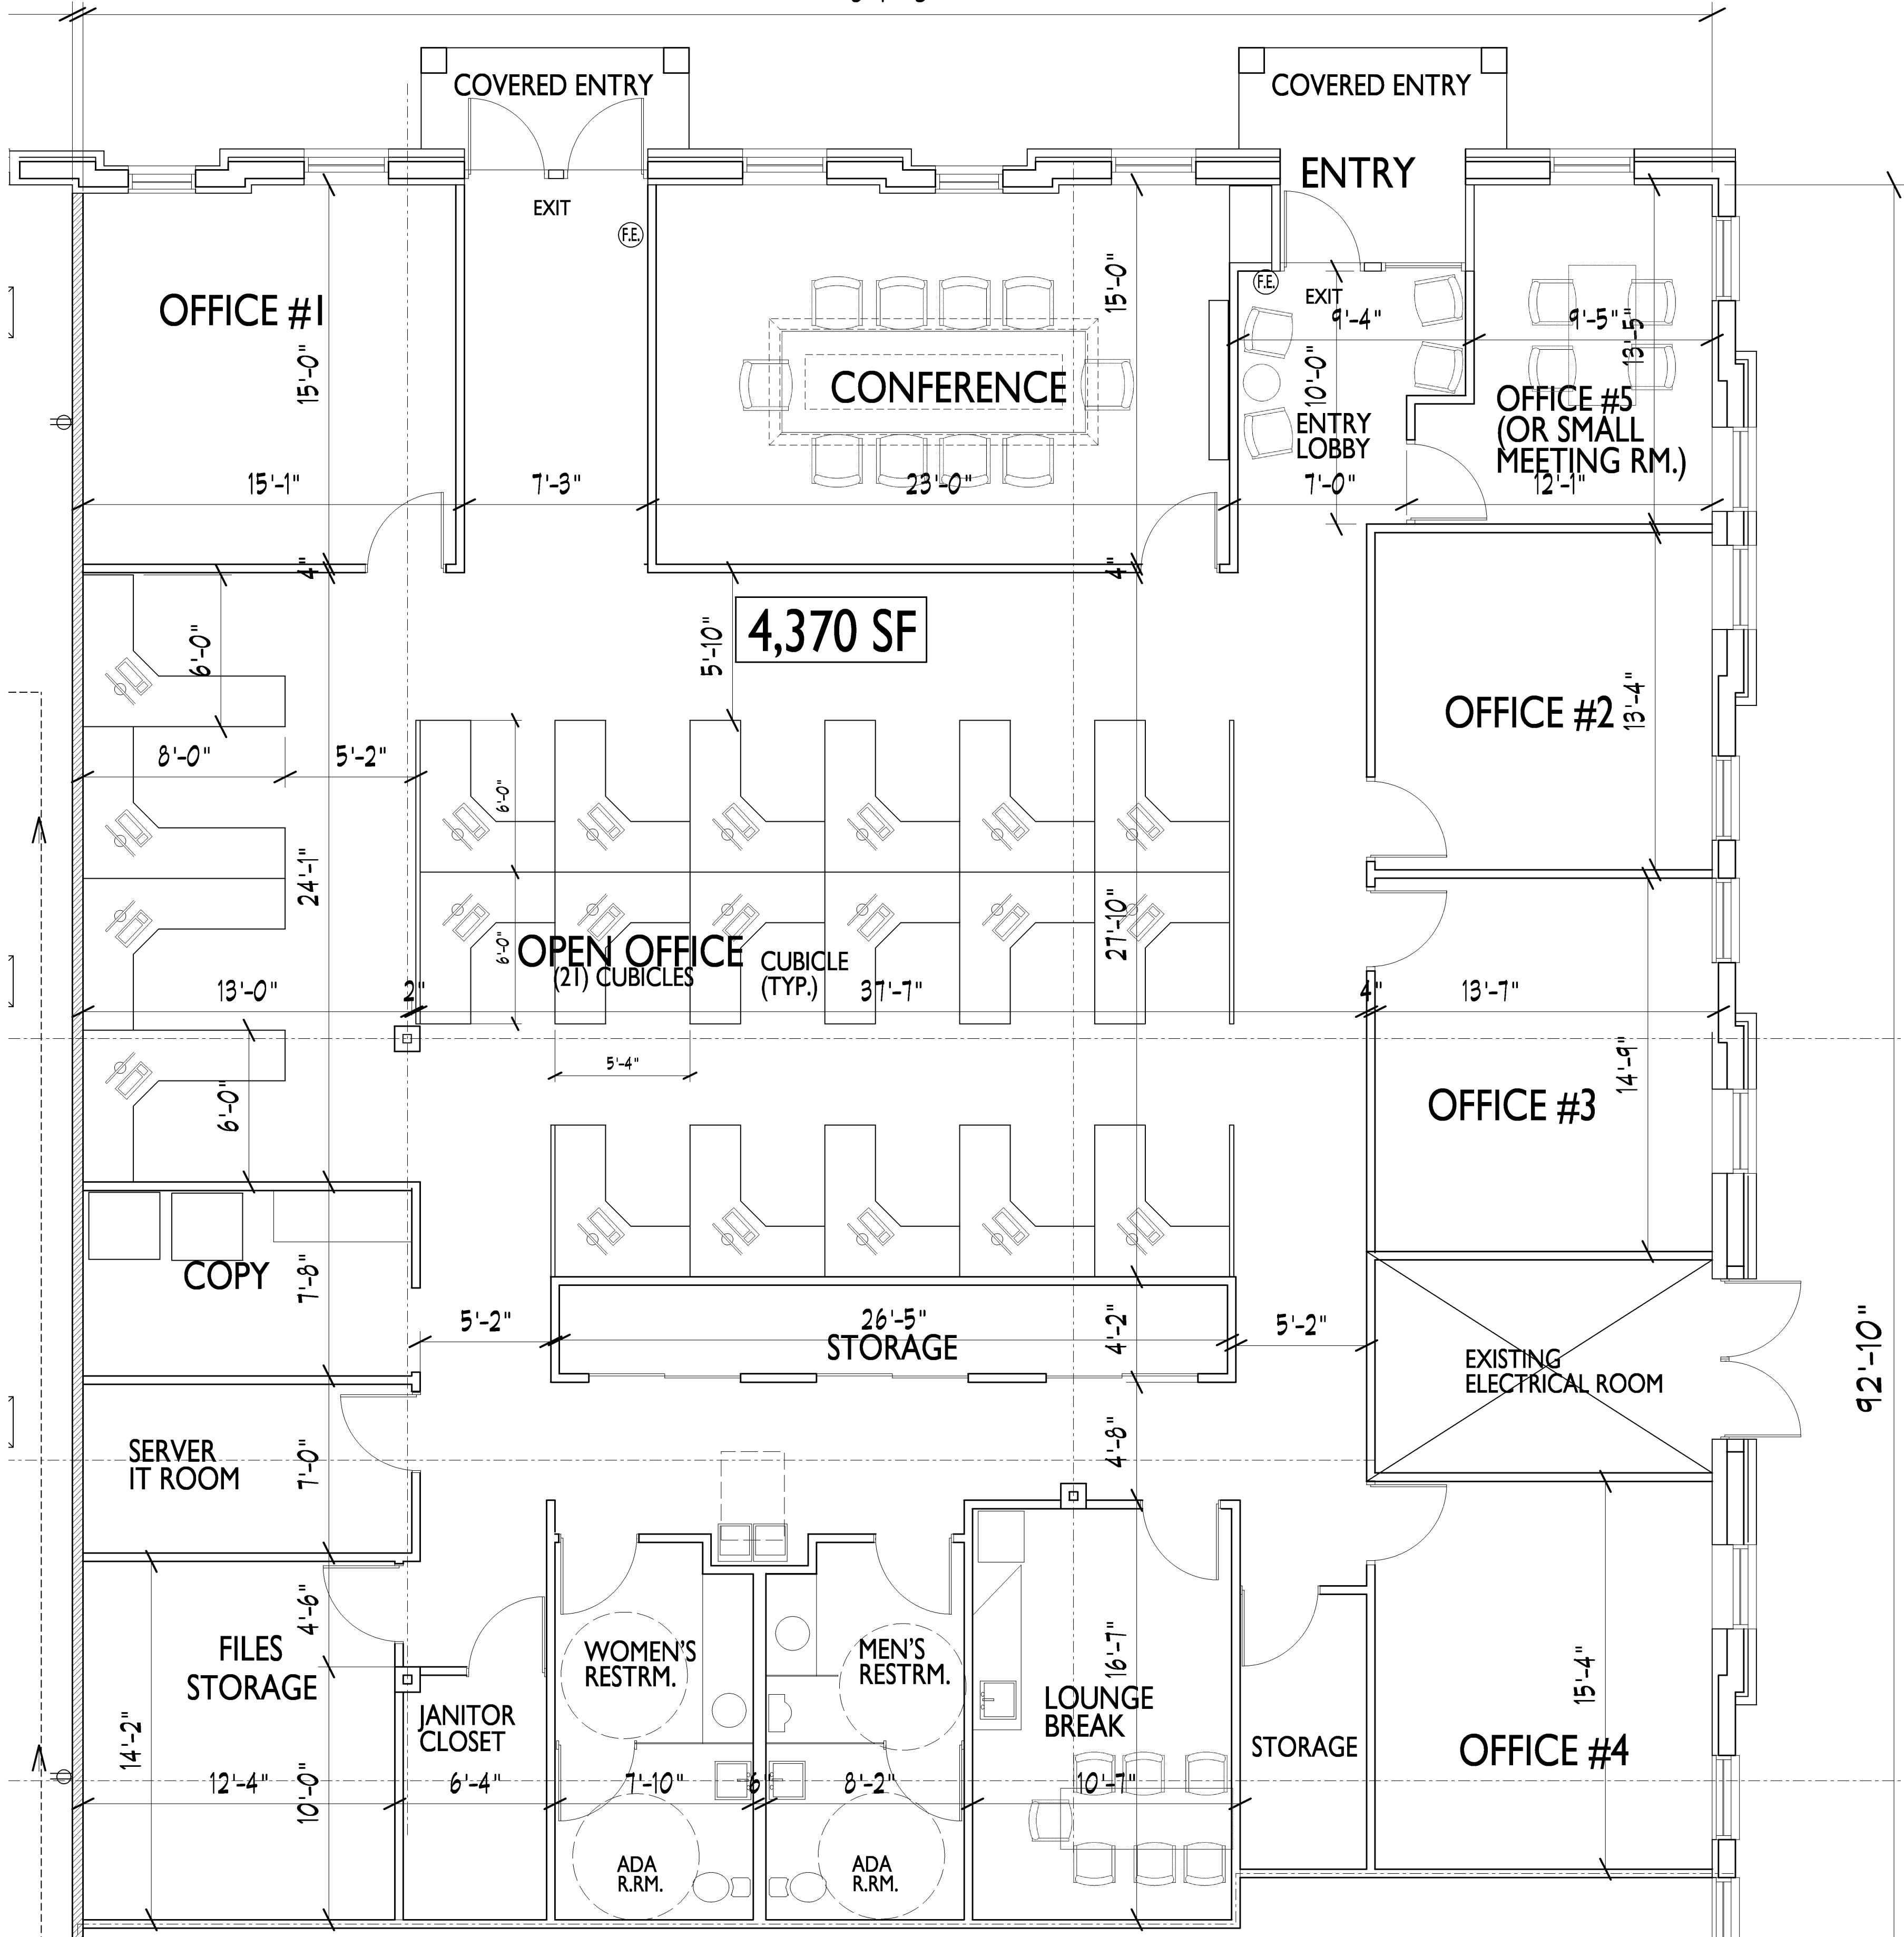 COVERED ENTRY
COVERED ENTRY
ENTRY
EXIT
F.E.
OFFICE #1
15'-0"
15'-0"
CONFERENCE
F.E.
EXIT
9'-4"
9'-5"
13'-5"
10'-0"
ENTRY
LOBBY
OFFICE #5
(OR SMALL
MEETING RM.)
15'-1"
7'-3"
23'-0"
7'-0"
12'-1"
4"
4"
4,370 SF
6'-0"
5'-10"
OFFICE #2
13'-4"
8'-0"
5'-2"
6'-0"
24'-1"
27'-10"
OPEN OFFICE
(21) CUBICLES
6'-0"
CUBICLE
(TYP.)
13'-0"
2"
37'-7"
4"
13'-7"
5'-4"
6'-0"
14'-9"
OFFICE #3
COPY
7'-8"
5'-2"
26'-5"
STORAGE
4'-2"
5'-2"
EXISTING
ELECTRICAL ROOM
92'-10"
SERVER
IT ROOM
7'-0"
4'-8"
FILES
STORAGE
4'-6"
WOMEN'S
RESTRM.
MEN'S
RESTRM.
16'-7"
LOUNGE
BREAK
JANITOR
CLOSET
STORAGE
15'-4"
OFFICE #4
14'-2"
12'-4"
10'-0"
6'-4"
7'-10"
6"
8'-2"
10'-7"
ADA
R.RM.
ADA
R.RM.